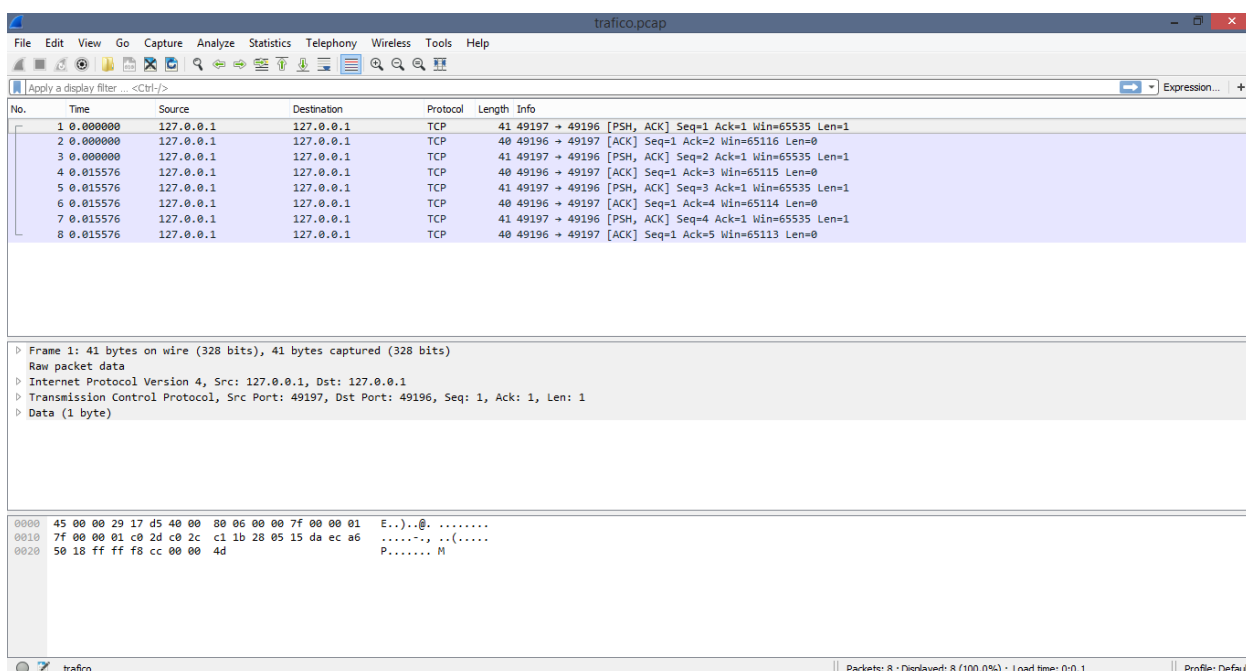 trafico.pcap
File Edit View Go Capture Analyze Statistics Telephony Wireless Tools Help
Apply a display filter ... <Ctrl-/>
Expression... +
No. Time Source Destination Protocol Length Info
1 0.000000 127.0.0.1 127.0.0.1 TCP 41 49197 → 49196 [PSH, ACK] Seq=1 Ack=1 Win=65535 Len=1
2 0.000000 127.0.0.1 127.0.0.1 TCP 40 49196 → 49197 [ACK] Seq=1 Ack=2 Win=65116 Len=0
3 0.000000 127.0.0.1 127.0.0.1 TCP 41 49197 → 49196 [PSH, ACK] Seq=2 Ack=1 Win=65535 Len=1
4 0.015576 127.0.0.1 127.0.0.1 TCP 40 49196 → 49197 [ACK] Seq=1 Ack=3 Win=65115 Len=0
5 0.015576 127.0.0.1 127.0.0.1 TCP 41 49197 → 49196 [PSH, ACK] Seq=3 Ack=1 Win=65535 Len=1
6 0.015576 127.0.0.1 127.0.0.1 TCP 40 49196 → 49197 [ACK] Seq=1 Ack=4 Win=65114 Len=0
7 0.015576 127.0.0.1 127.0.0.1 TCP 41 49197 → 49196 [PSH, ACK] Seq=4 Ack=1 Win=65535 Len=1
8 0.015576 127.0.0.1 127.0.0.1 TCP 40 49196 → 49197 [ACK] Seq=1 Ack=5 Win=65113 Len=0
Frame 1: 41 bytes on wire (328 bits), 41 bytes captured (328 bits)
Raw packet data
Internet Protocol Version 4, Src: 127.0.0.1, Dst: 127.0.0.1
Transmission Control Protocol, Src Port: 49197, Dst Port: 49196, Seq: 1, Ack: 1, Len: 1
Data (1 byte)
0000 45 00 00 29 17 d5 40 00 80 06 00 00 7f 00 00 01 E..)..@. ........
0010 7f 00 00 01 c0 2d c0 2c c1 1b 28 05 15 da ec a6 .....-., ..(.....
0020 50 18 ff ff f8 cc 00 00 4d P....... M
trafico Packets: 8 · Displayed: 8 (100.0%) · Load time: 0:0.1 Profile: Defau